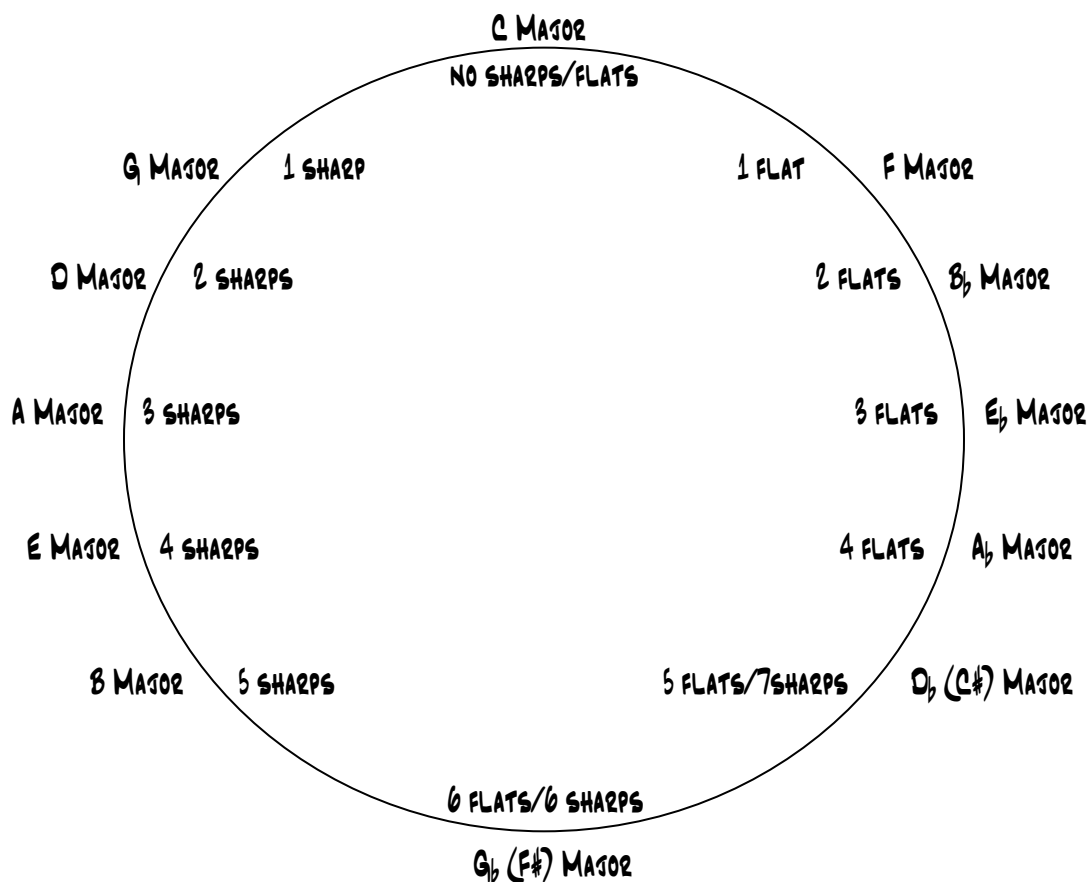 C Major
No sharps/flats
G Major 1 sharp 1 flat F Major
D Major 2 sharps 2 flats B♭ Major
A Major 3 sharps 3 flats E♭ Major
E Major 4 sharps 4 flats A♭ Major
B Major 5 sharps 5 flats/7sharps D♭ (C#) Major
6 flats/6 sharps
G♭ (F#) Major